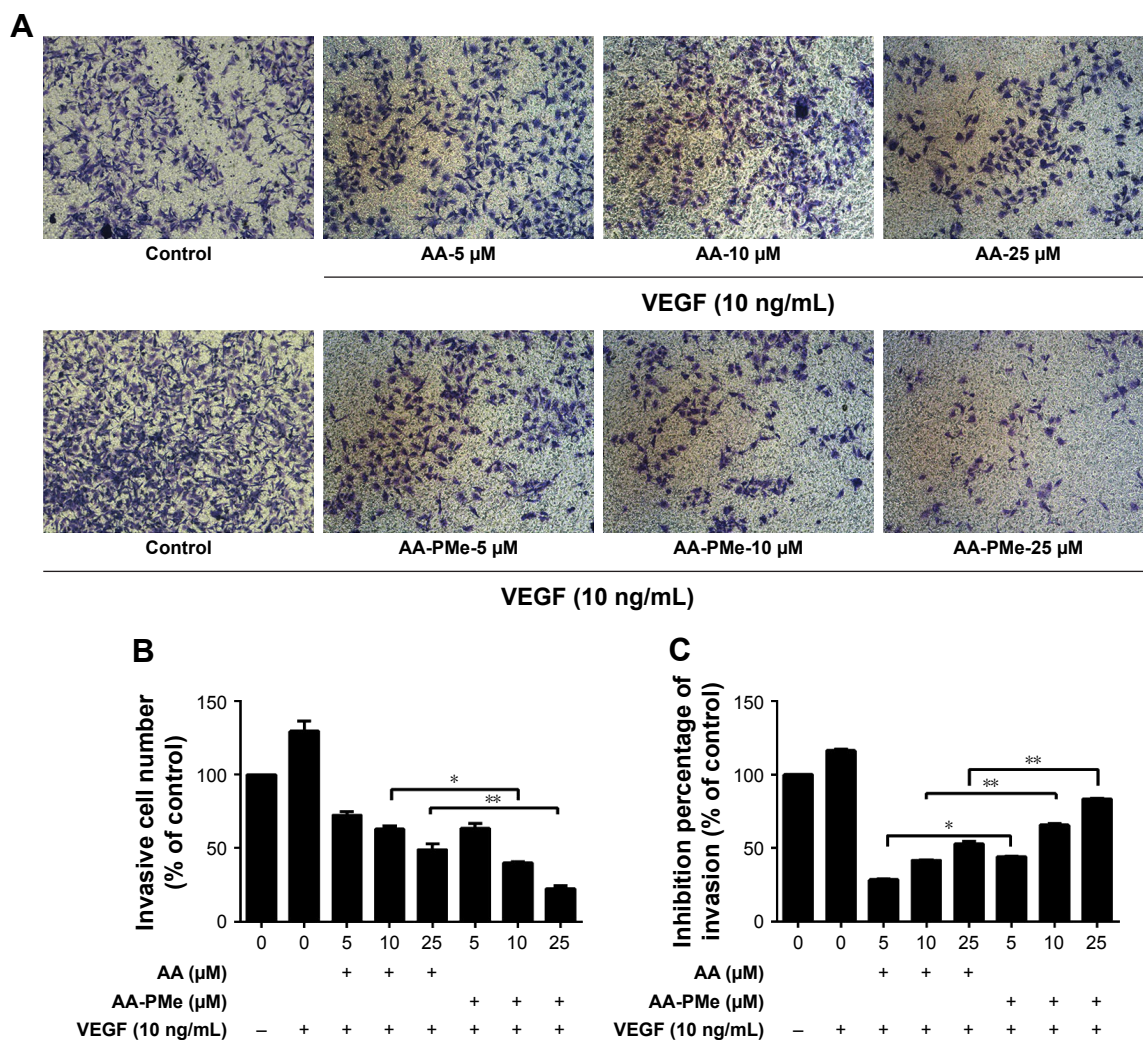 A
Control AA-5 µM AA-10 µM AA-25 µM
VEGF (10 ng/mL)
Control AA-PMe-5 µM AA-PMe-10 µM AA-PMe-25 µM
VEGF (10 ng/mL)
B
Invasive cell number
(% of control)
150
100
50
0
*
**
0 0 5 10 25 5 10 25
AA (µM) + + +
AA-PMe (µM) + + +
VEGF (10 ng/mL) – + + + + + + +
C
Inhibition percentage of
invasion (% of control)
150
100
50
0
*
**
**
0 0 5 10 25 5 10 25
AA (µM) + + +
AA-PMe (µM) + + +
VEGF (10 ng/mL) – + + + + + + +